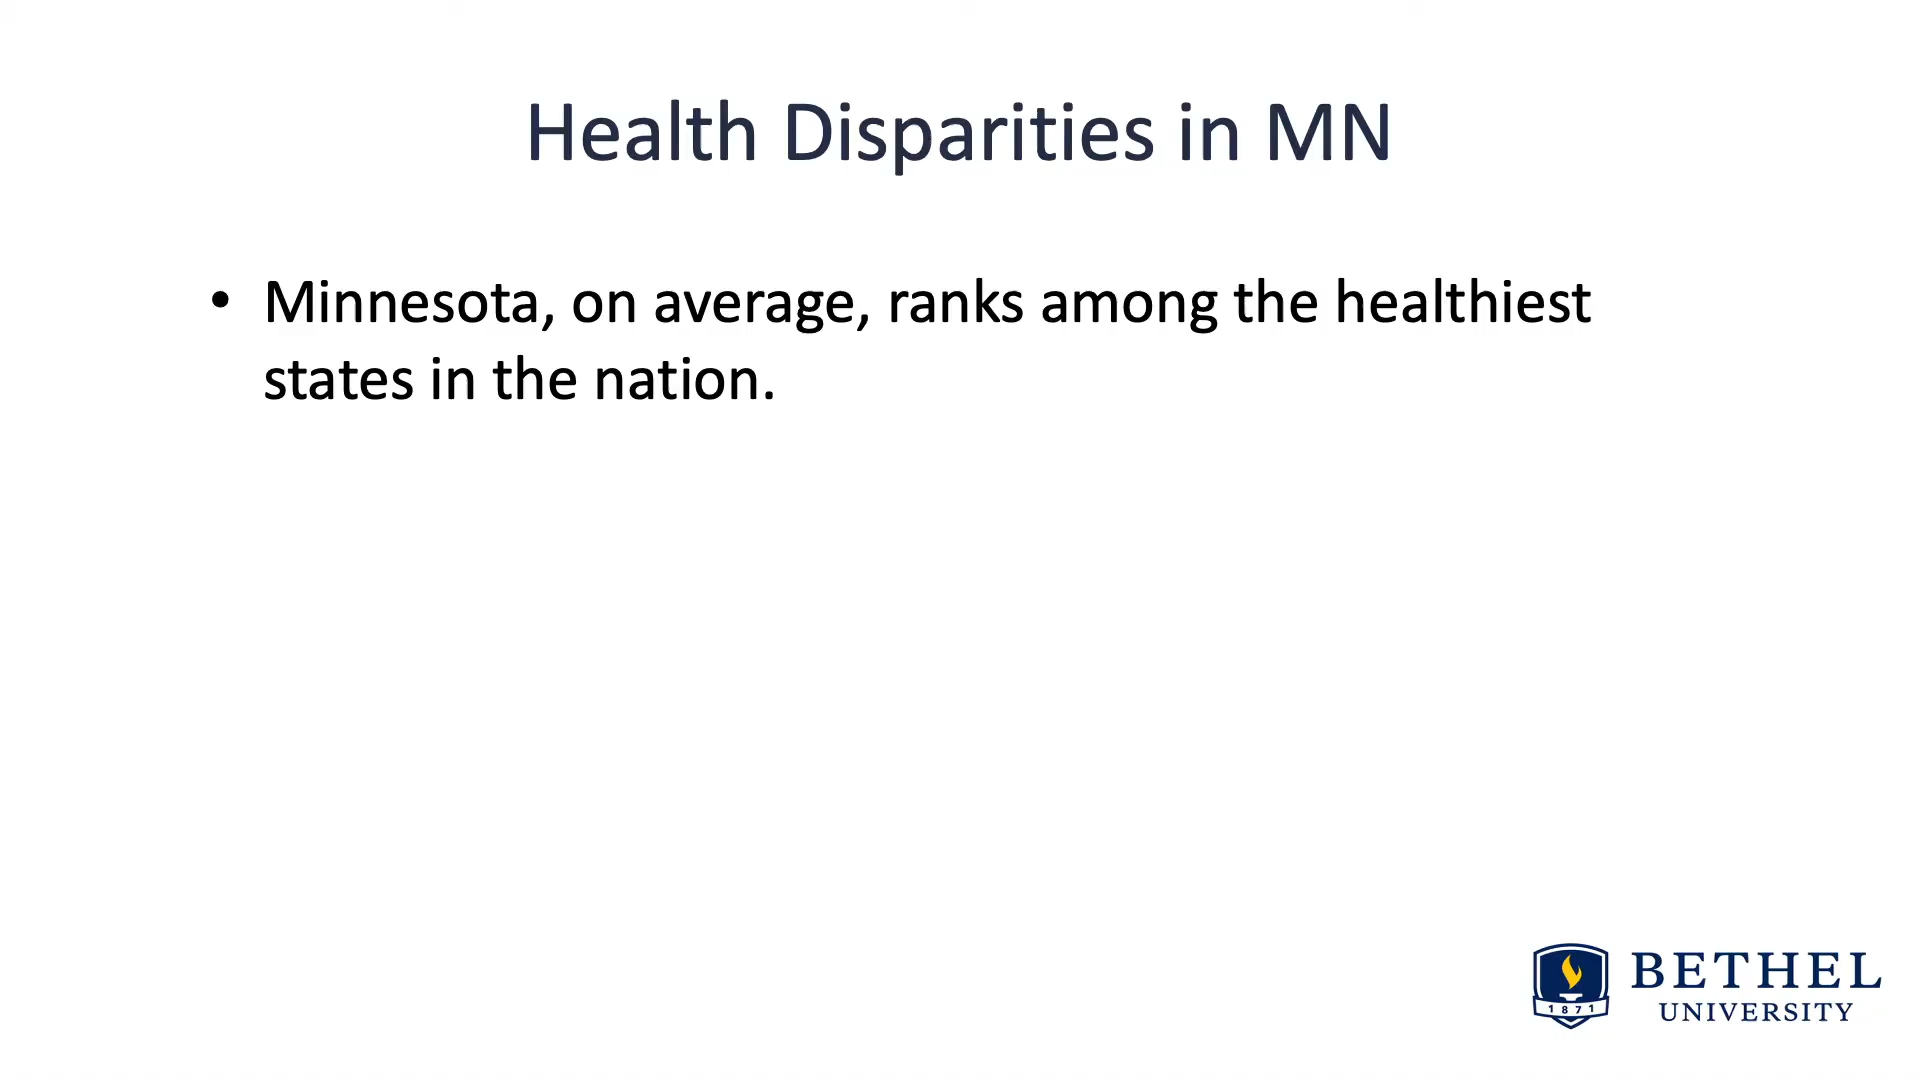 Health Disparities in MN
• Minnesota, on average, ranks among the healthiest
states in the nation.
1871
BETHEL
UNIVERSITY